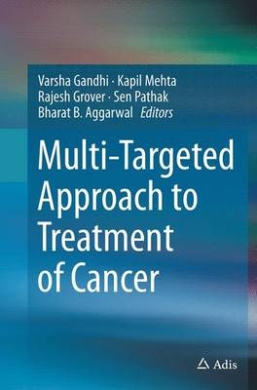 Varsha Gandhi · Kapil Mehta
Rajesh Grover · Sen Pathak
Bharat B. Aggarwal Editors
Multi-Targeted
Approach to
Treatment
of Cancer
Adis